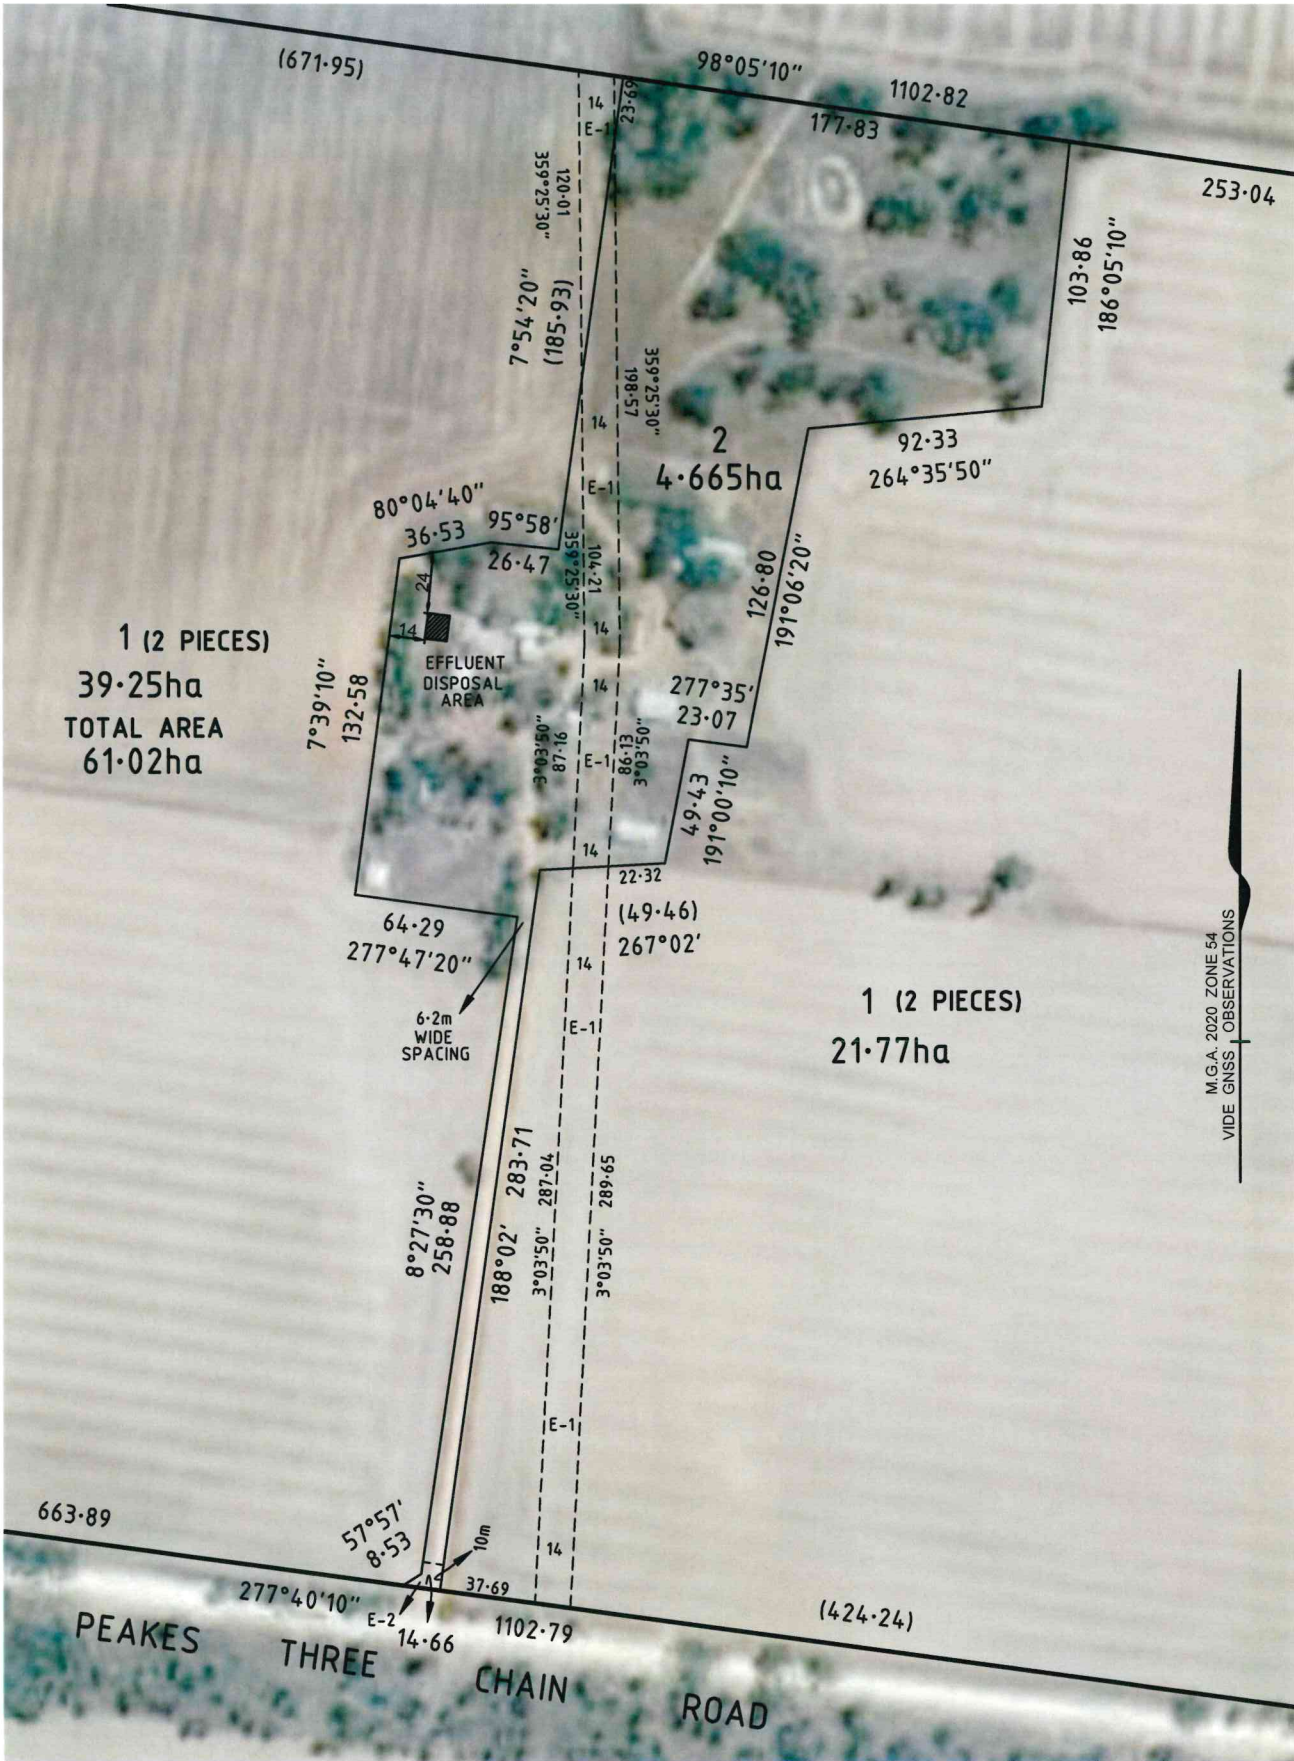 (671·95)
98°05'10"
1102·82
177·83
253·04
14
E-1
23·69
120·01
359°25'30"
7°54'20"
(185·93)
103·86
186°05'10"
359°25'30"
198·57
14
E-1
2
4·665ha
92·33
264°35'50"
80°04'40"
36·53
95°58'
26·47
359°25'30"
104·21
14
126·80
191°06'20"
24
14
EFFLUENT
DISPOSAL
AREA
1 (2 PIECES)
39·25ha
TOTAL AREA
61·02ha
7°39'10"
132·58
14
277°35'
23·07
3°03'50"
87·16
E-1
86·13
3°03'50"
49·43
191°00'10"
14
22·32
(49·46)
267°02'
64·29
277°47'20"
14
6·2m
WIDE
SPACING
E-1
1 (2 PIECES)
21·77ha
M.G.A. 2020 ZONE 54
VIDE GNSS OBSERVATIONS
8°27'30"
258·88
188°02'
283·71
3°03'50"
287·04
3°03'50"
289·65
E-1
14
663·89
57°57'
8·53
10m
37·69
277°40'10"
E-2
14·66
1102·79
(424·24)
PEAKES THREE CHAIN ROAD